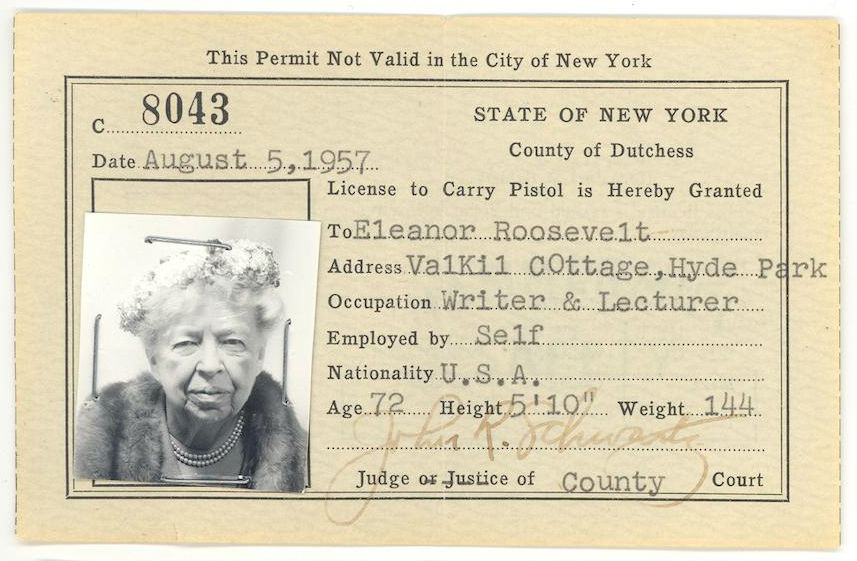 This Permit Not Valid in the City of New York
C 8043
STATE OF NEW YORK
Date August 5,1957
County of Dutchess
License to Carry Pistol is Hereby Granted
To Eleanor Roosevelt
Address ValKil COttage,Hyde Park
Occupation Writer & Lecturer
Employed by Self
Nationality U.S.A.
Age 72 Height 5'10" Weight 144
John R. Schwartz
Judge or Justice of County Court